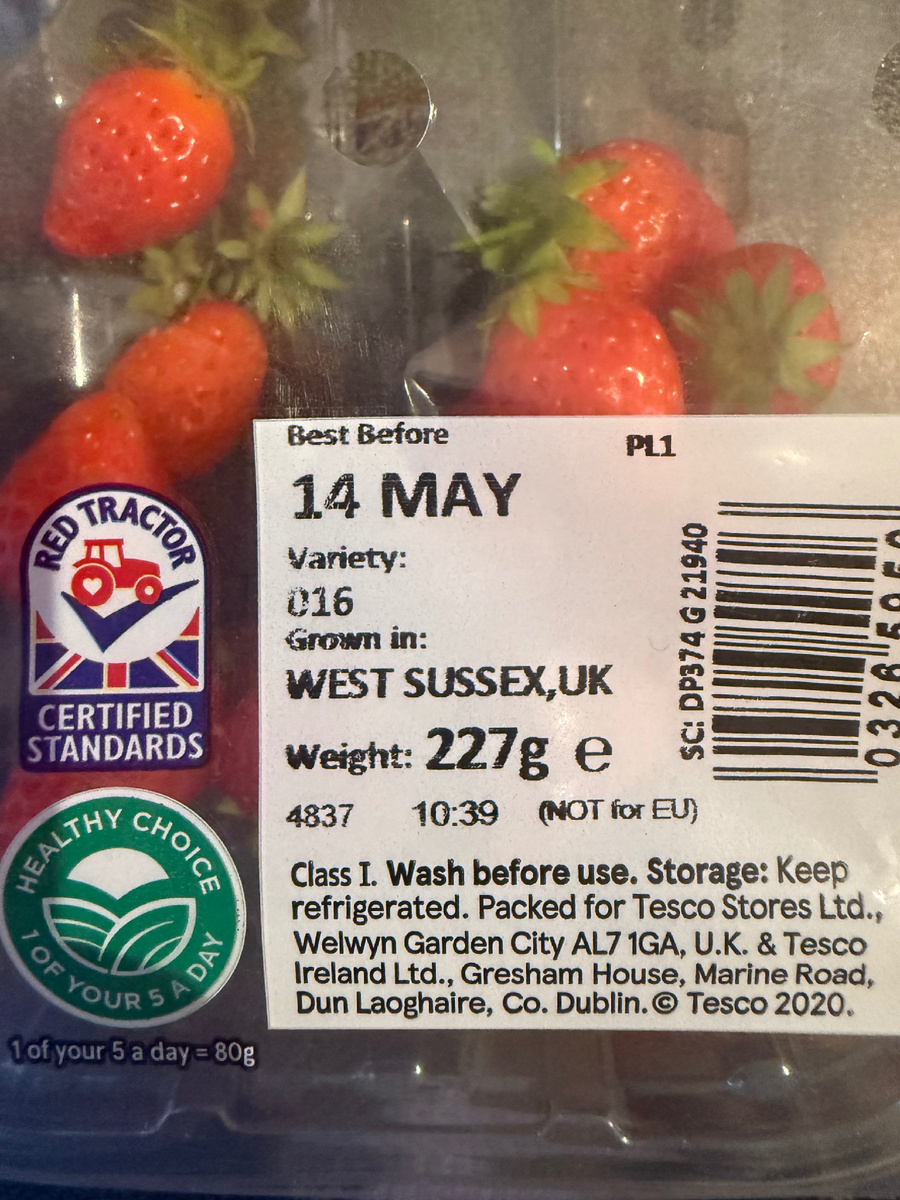 Best Before
PL1
14 MAY
Variety:
016
Grown in:
WEST SUSSEX,UK
Weight: 227g e
4837 10:39 (NOT for EU)
Class I. Wash before use. Storage: Keep
refrigerated. Packed for Tesco Stores Ltd.,
Welwyn Garden City AL7 1GA, U.K. & Tesco
Ireland Ltd., Gresham House, Marine Road,
Dun Laoghaire, Co. Dublin. © Tesco 2020.
SC: DP374 G 21940
RED TRACTOR
CERTIFIED
STANDARDS
HEALTHY CHOICE
1 OF YOUR 5 A DAY
1 of your 5 a day = 80g